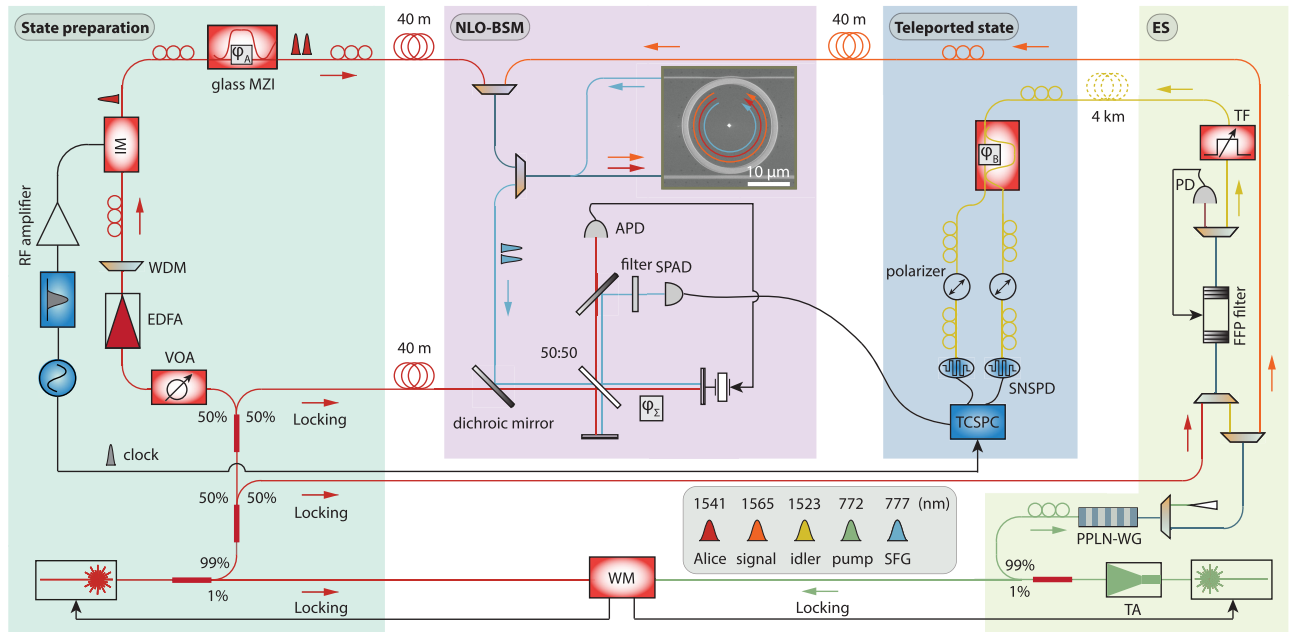 State preparation
φA
glass MZI
40 m
NLO-BSM
40 m
Teleported state
ES
IM
RF amplifier
WDM
EDFA
VOA
50%
50%
Locking
clock
50%
50%
Locking
99%
1%
Locking
40 m
10 µm
APD
filter
SPAD
50:50
dichroic mirror
φΣ
4 km
φB
polarizer
SNSPD
TCSPC
TF
PD
FFP filter
1541
1565
1523
772
777
(nm)
Alice
signal
idler
pump
SFG
WM
Locking
PPLN-WG
99%
1%
TA